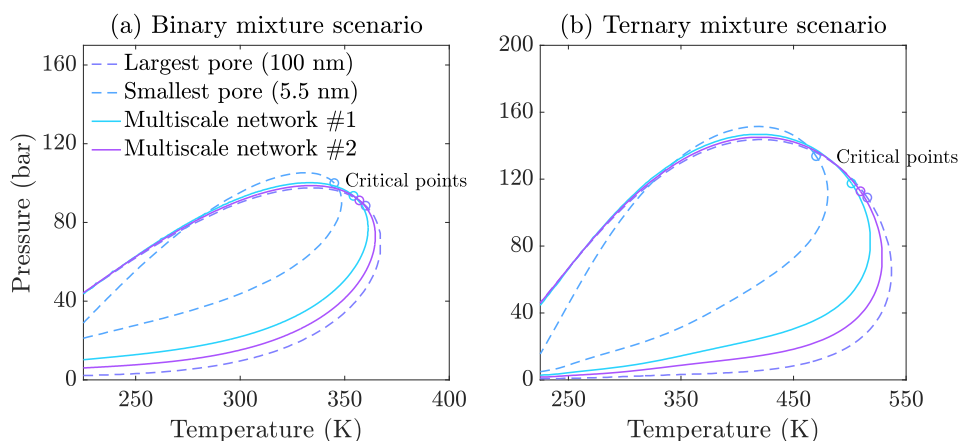 (a) Binary mixture scenario
(b) Ternary mixture scenario
160
120
80
40
0
Pressure (bar)
Largest pore (100 nm)
Smallest pore (5.5 nm)
Multiscale network #1
Multiscale network #2
Critical points
250
300
350
400
Temperature (K)
200
160
120
80
40
0
Critical points
250
350
450
550
Temperature (K)